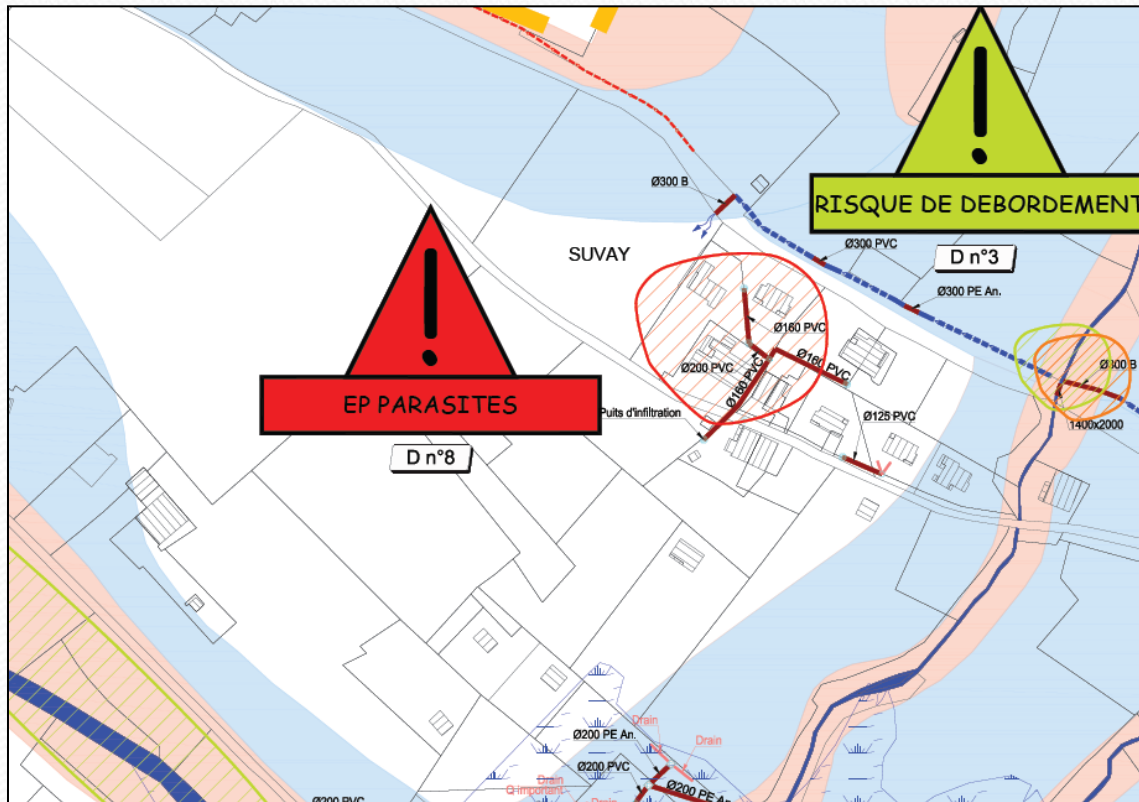 Ø300 B
RISQUE DE DEBORDEMENT
SUVAY
Ø300 PVC
D n°3
Ø300 PE An.
Ø160 PVC
Ø200 PVC
Ø160 PVC
Ø160 PVC
EP PARASITES
Puits d'infiltration
Ø125 PVC
1400x2000
D n°8
Drain
Ø200 PE An.
Drain
Ø200 PVC
Drain
Q important
Ø200 PVC
Drain
Ø200 PE An